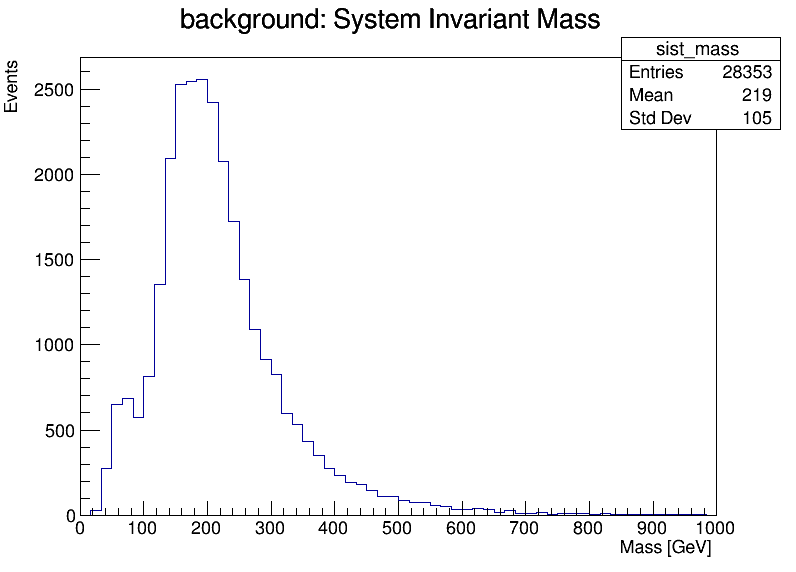 background: System Invariant Mass
sist_mass
Entries 28353
Mean 219
Std Dev 105
Events
2500
2000
1500
1000
500
0
0 100 200 300 400 500 600 700 800 900 1000
Mass [GeV]